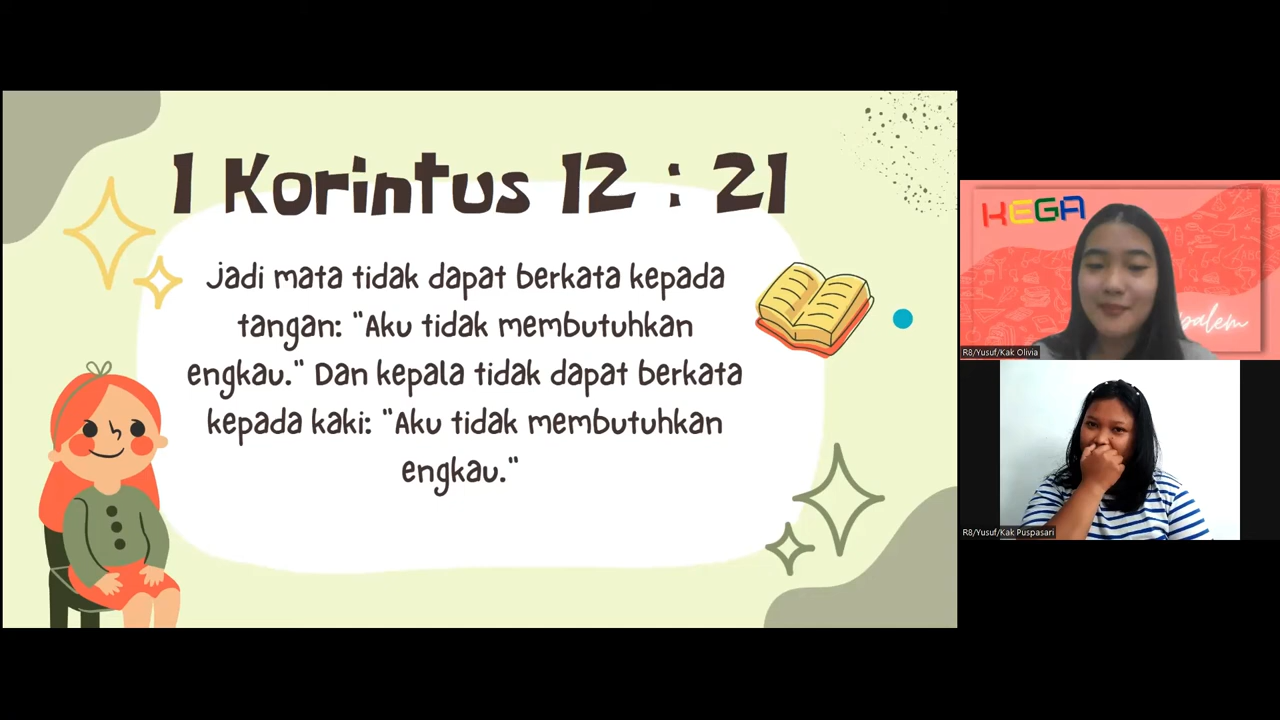 1 Korintus 12 : 21
Jadi mata tidak dapat berkata kepada
tangan: "Aku tidak membutuhkan
engkau." Dan kepala tidak dapat berkata
kepada kaki: "Aku tidak membutuhkan
engkau."
KEGA
R8/Yusuf/Kak Olivia
R8/Yusuf/Kak Puspasari